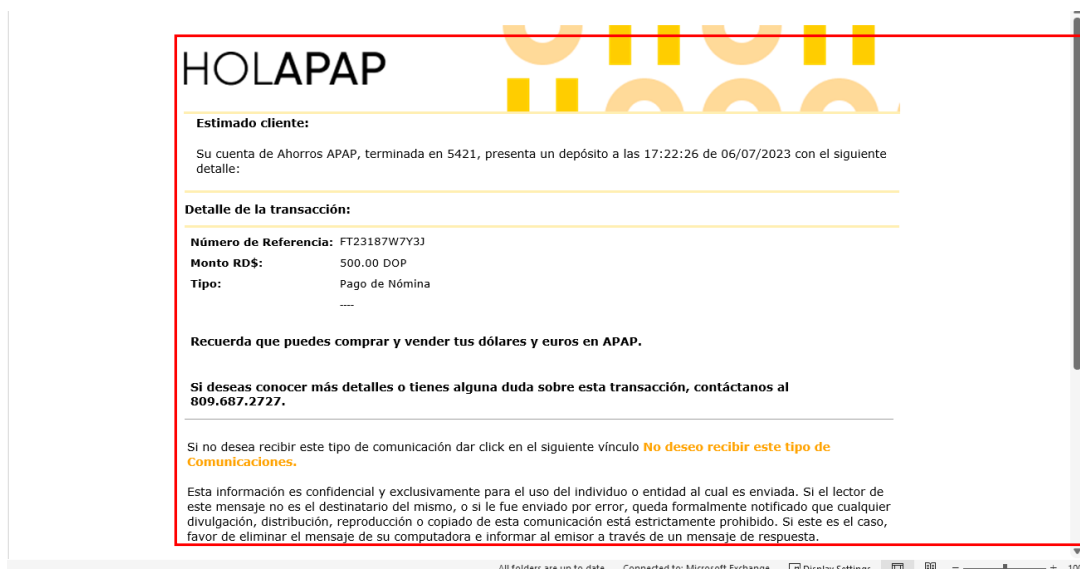 HOLAPAP
Estimado cliente:
Su cuenta de Ahorros APAP, terminada en 5421, presenta un depósito a las 17:22:26 de 06/07/2023 con el siguiente
detalle:
Detalle de la transacción:
Número de Referencia: FT23187W7Y3J
Monto RD$: 500.00 DOP
Tipo: Pago de Nómina
----
Recuerda que puedes comprar y vender tus dólares y euros en APAP.
Si deseas conocer más detalles o tienes alguna duda sobre esta transacción, contáctanos al
809.687.2727.
Si no desea recibir este tipo de comunicación dar click en el siguiente vínculo No deseo recibir este tipo de
Comunicaciones.
Esta información es confidencial y exclusivamente para el uso del individuo o entidad al cual es enviada. Si el lector de
este mensaje no es el destinatario del mismo, o si le fue enviado por error, queda formalmente notificado que cualquier
divulgación, distribución, reproducción o copiado de esta comunicación está estrictamente prohibido. Si este es el caso,
favor de eliminar el mensaje de su computadora e informar al emisor a través de un mensaje de respuesta.
All folders are up to date. Connected to: Microsoft Exchange Display Settings